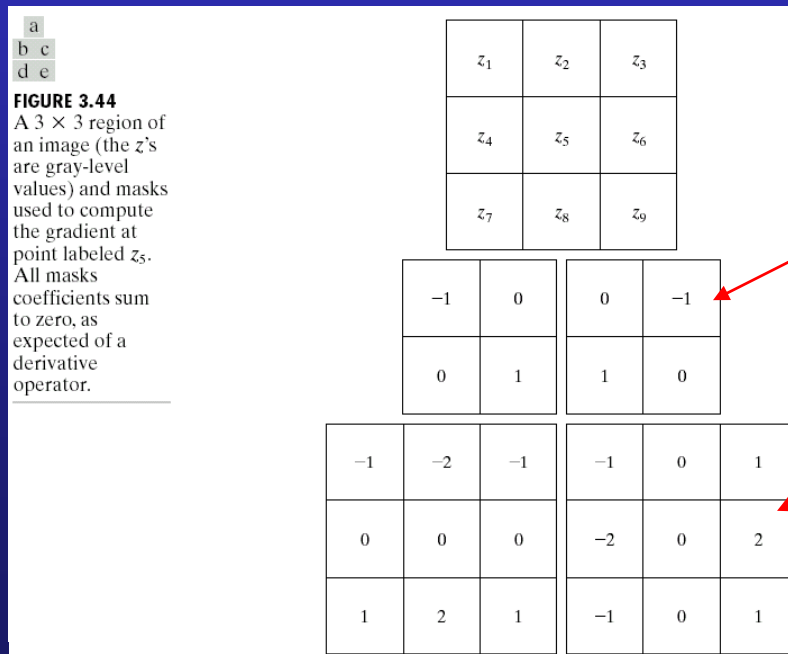 a
b c
d e
FIGURE 3.44
A 3 × 3 region of
an image (the z's
are gray-level
values) and masks
used to compute
the gradient at
point labeled z₅.
All masks
coefficients sum
to zero, as
expected of a
derivative
operator.
z₁ z₂ z₃
z₄ z₅ z₆
z₇ z₈ z₉
−1 0 0 −1
0 1 1 0
−1 −2 −1 −1 0 1
0 0 0 −2 0 2
1 2 1 −1 0 1